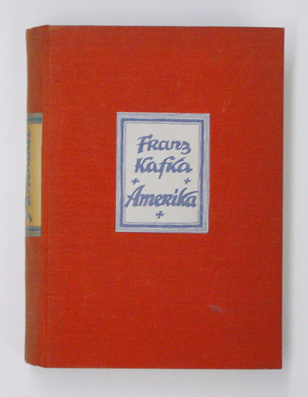 Franz
Kafka
+ +
Amerika
+